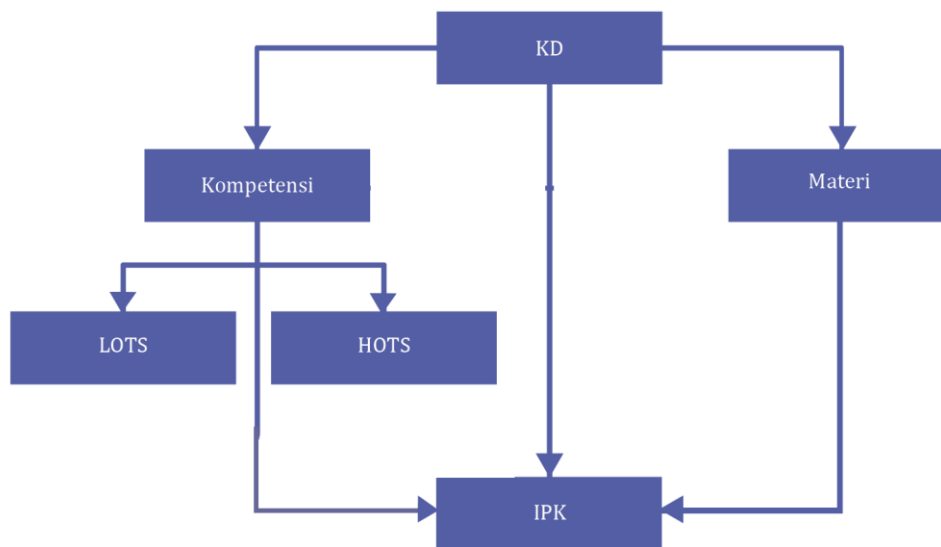 KD
Kompetensi
Materi
LOTS
HOTS
IPK